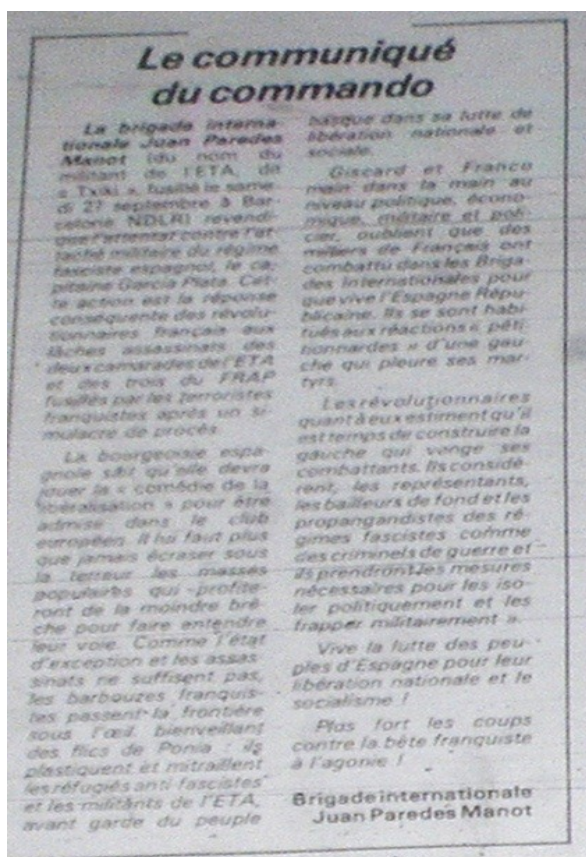 Le communiqué
du commando
La brigade interna-
tionale Juan Paredes
Manot (du nom du
militant de l'ETA, dit
« Txiki », fusillé le same-
di 27 septembre à Bar-
celone NDLR) revendi-
que l'attentat contre l'at-
taché militaire du régime
fasciste espagnol, le ca-
pitaine Garcia Plata. Cet-
te action est la réponse
conséquente des révolu-
tionnaires français aux
lâches assassinats des
deux camarades de l'ETA
et des trois du FRAP
fusillés par les terroristes
franquistes après un si-
mulacre de procès.
La bourgeoisie espa-
gnole sait qu'elle devra
jouer la « comédie de la
libéralisation » pour être
admise dans le club
européen. Il lui faut plus
que jamais écraser sous
la terreur les masses
populaires qui profite-
ront de la moindre brè-
che pour faire entendre
leur voie. Comme l'état
d'exception et les assas-
sinats ne suffisent pas,
les barbouzes franquis-
tes passent la frontière
sous l'œil bienveillant
des flics de Ponia : ils
plastiquent et mitraillent
les réfugiés anti-fascistes
et les militants de l'ETA,
avant garde du peuple
basque dans sa lutte de
libération nationale et
sociale.
Giscard et Franco
main dans la main au
niveau politique, écono-
mique, militaire et poli-
cier, oublient que des
milliers de Français ont
combattu dans les Briga-
des Internationales pour
que vive l'Espagne Répu-
blicaine. Ils se sont habi-
tués aux réactions « péti-
tionnardes » d'une gau-
che qui pleure ses mar-
tyrs.
Les révolutionnaires
quant à eux estiment qu'il
est temps de construire la
gauche qui venge ses
combattants. Ils considè-
rent, les représentants,
les bailleurs de fond et les
propangandistes des ré-
gimes fascistes comme
des criminels de guerre et
ils prendront les mesures
nécessaires pour les iso-
ler politiquement et les
frapper militairement ».
Vive la lutte des peu-
ples d'Espagne pour leur
libération nationale et le
socialisme !
Plus fort les coups
contre la bête franquiste
à l'agonie !
Brigade internationale
Juan Paredes Manot